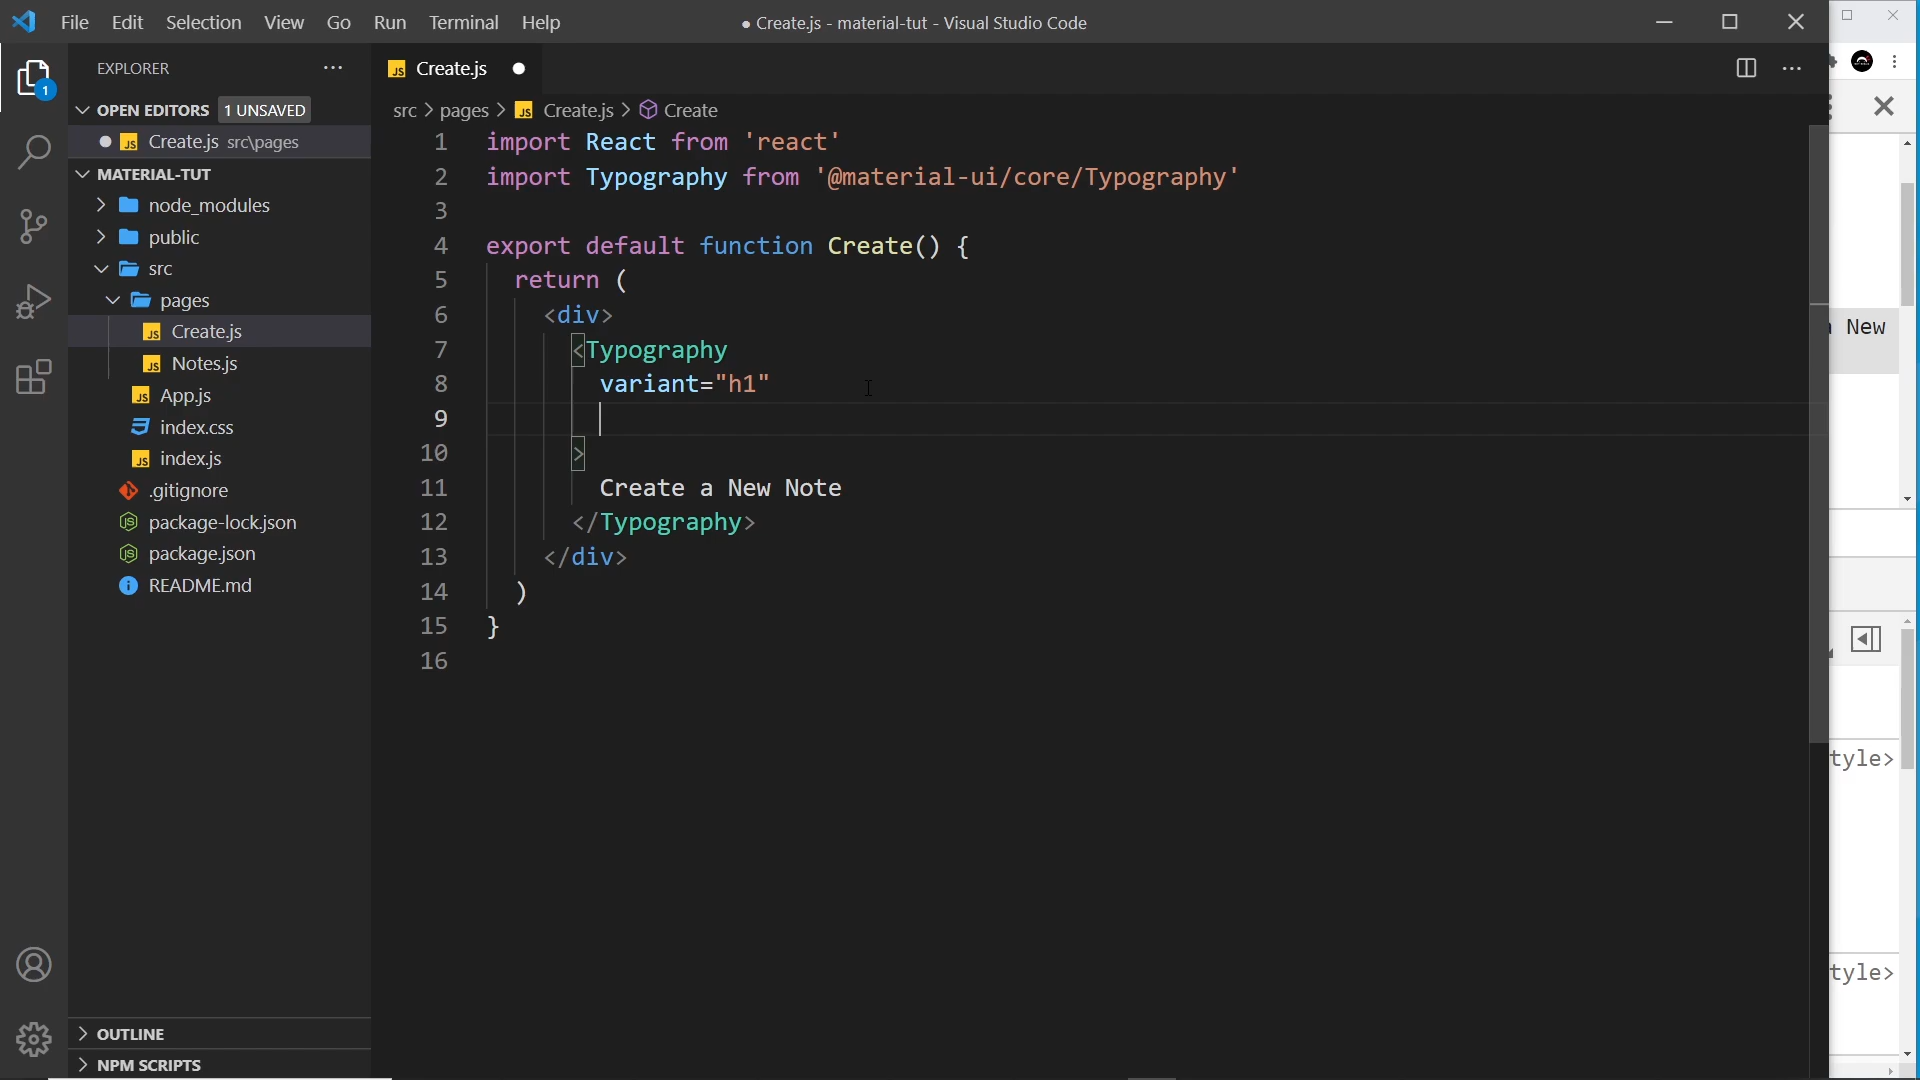 File Edit Selection View Go Run Terminal Help
● Create.js - material-tut - Visual Studio Code
EXPLORER
1
OPEN EDITORS 1 UNSAVED
Create.js src\pages
MATERIAL-TUT
node_modules
public
src
pages
Create.js
Notes.js
App.js
index.css
index.js
.gitignore
package-lock.json
package.json
README.md
OUTLINE
NPM SCRIPTS
Create.js
src > pages > Create.js > Create
1 import React from 'react'
2 import Typography from '@material-ui/core/Typography'
3
4 export default function Create() {
5 return (
6 <div>
7 <Typography
8 variant="h1"
9
10 >
11 Create a New Note
12 </Typography>
13 </div>
14 )
15 }
16
New
tyle>
tyle>